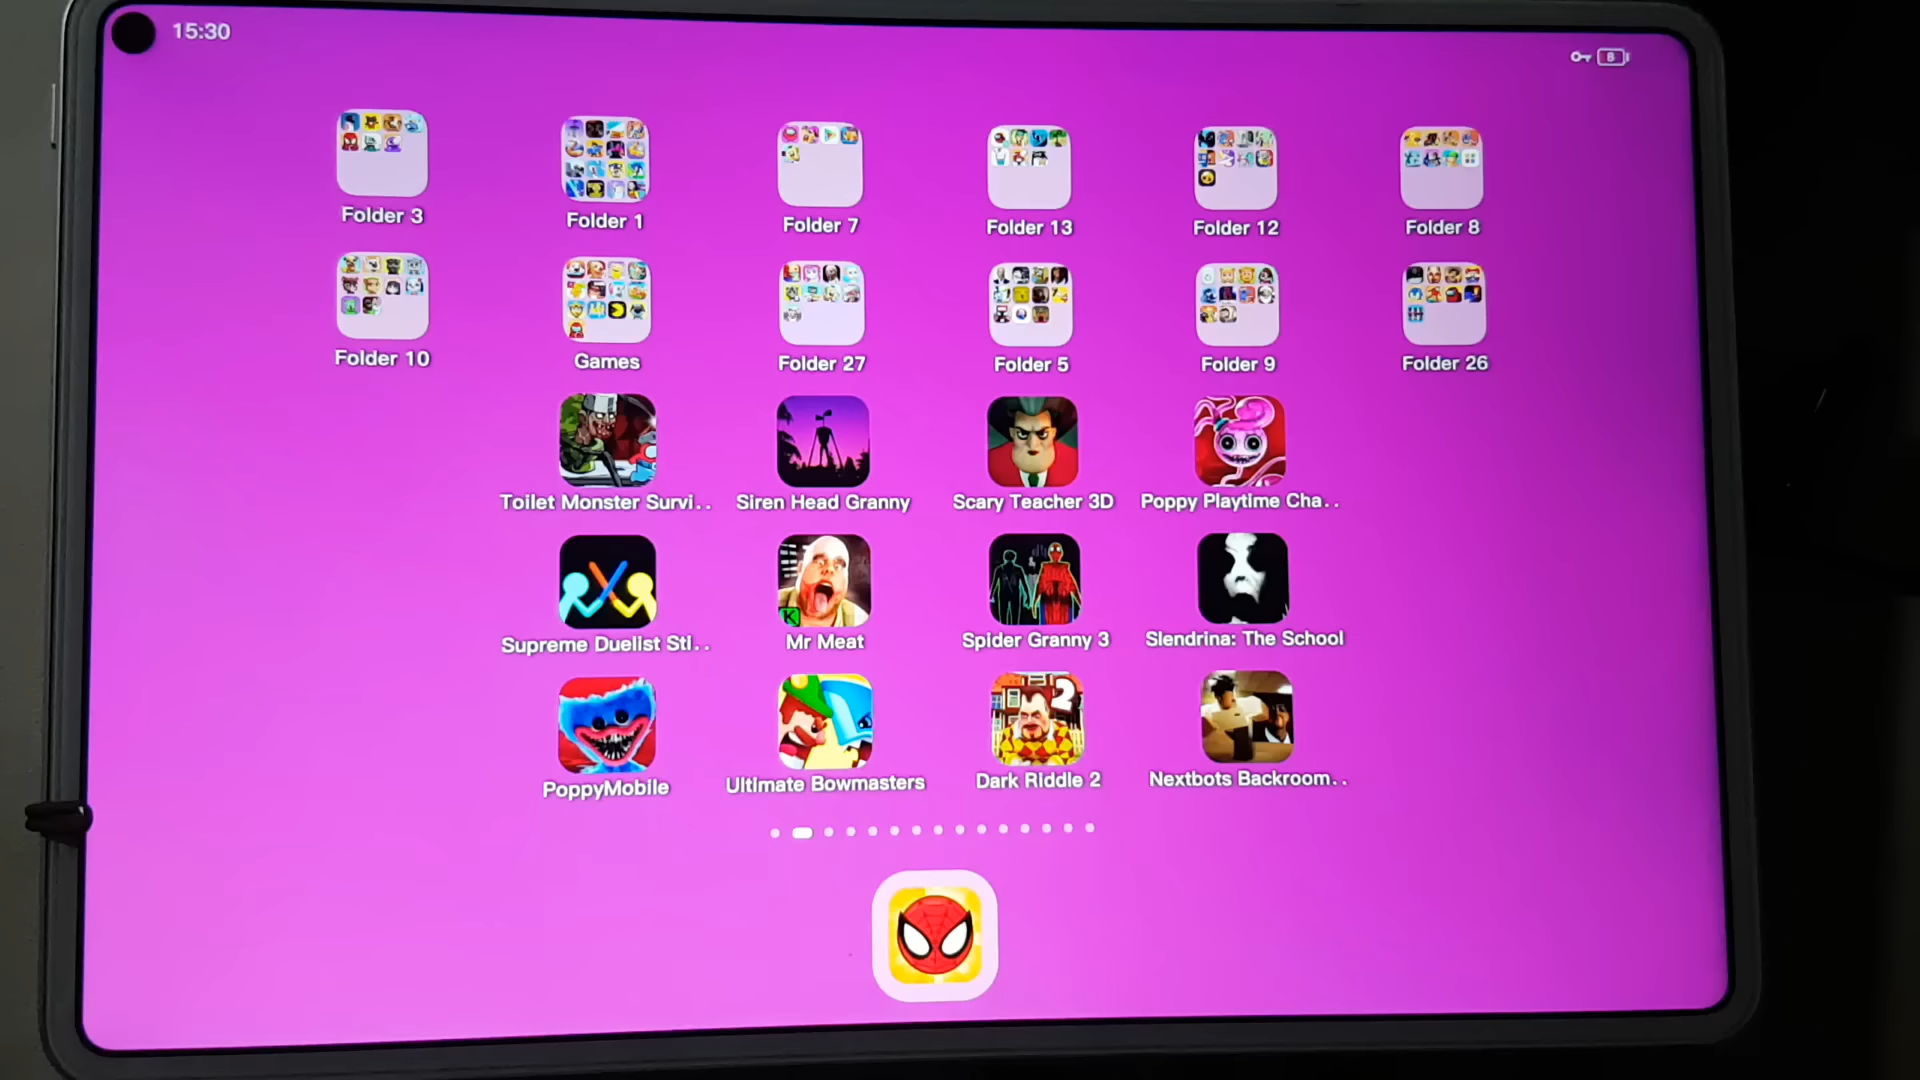 15:30
8
Folder 3
Folder 1
Folder 7
Folder 13
Folder 12
Folder 8
Folder 10
Games
Folder 27
Folder 5
Folder 9
Folder 26
Toilet Monster Survi..
Siren Head Granny
Scary Teacher 3D
Poppy Playtime Cha..
Supreme Duelist Sti..
K
Mr Meat
Spider Granny 3
Slendrina: The School
2
PoppyMobile
Ultimate Bowmasters
Dark Riddle 2
Nextbots Backroom..